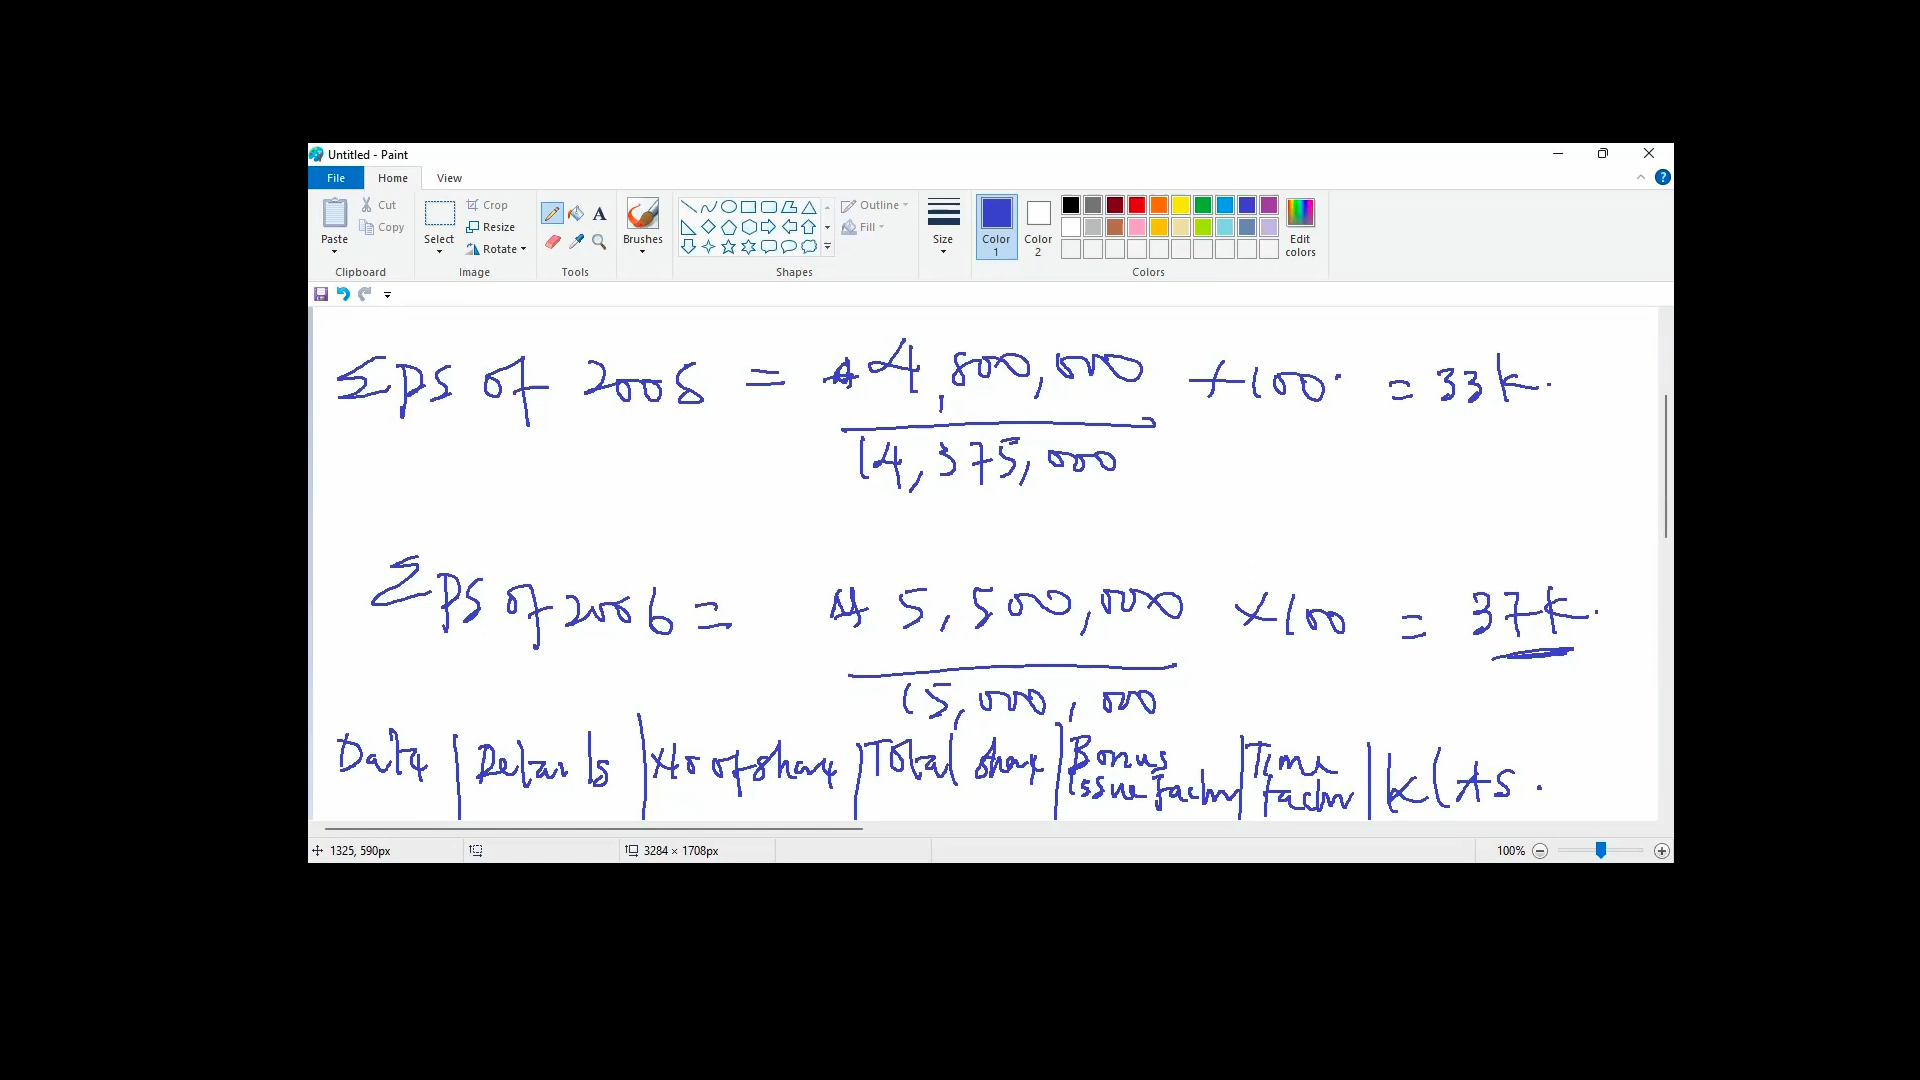 Untitled - Paint
File Home View
Cut
Copy
Paste
Crop
Resize
Rotate
Select
Brushes
Outline
Fill
Size
Color 1
Color 2
Edit colors
Clipboard Image Tools Shapes Colors
EPS of 2005 = ₦4,800,000 ×100 = 33k.
14,375,000
EPS of 2006 = ₦ 5,500,000 ×100 = 37k.
15,000,000
Date Details No of share Total share Bonus Issue Factor Time Factor
1325, 590px 3284 × 1708px 100%